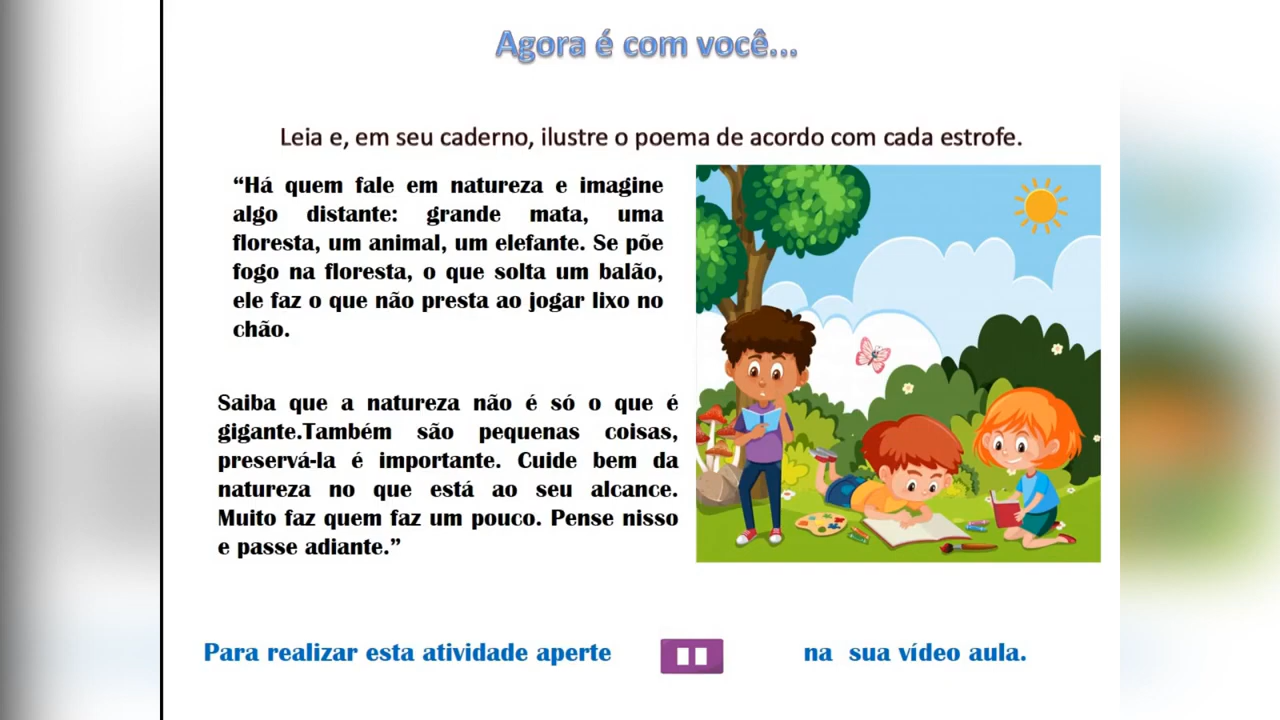 Agora é com você...
Leia e, em seu caderno, ilustre o poema de acordo com cada estrofe.
“Há quem fale em natureza e imagine
algo distante: grande mata, uma
floresta, um animal, um elefante. Se põe
fogo na floresta, o que solta um balão,
ele faz o que não presta ao jogar lixo no
chão.
Saiba que a natureza não é só o que é
gigante.Também são pequenas coisas,
preservá-la é importante. Cuide bem da
natureza no que está ao seu alcance.
Muito faz quem faz um pouco. Pense nisso
e passe adiante.”
Para realizar esta atividade aperte na sua vídeo aula.